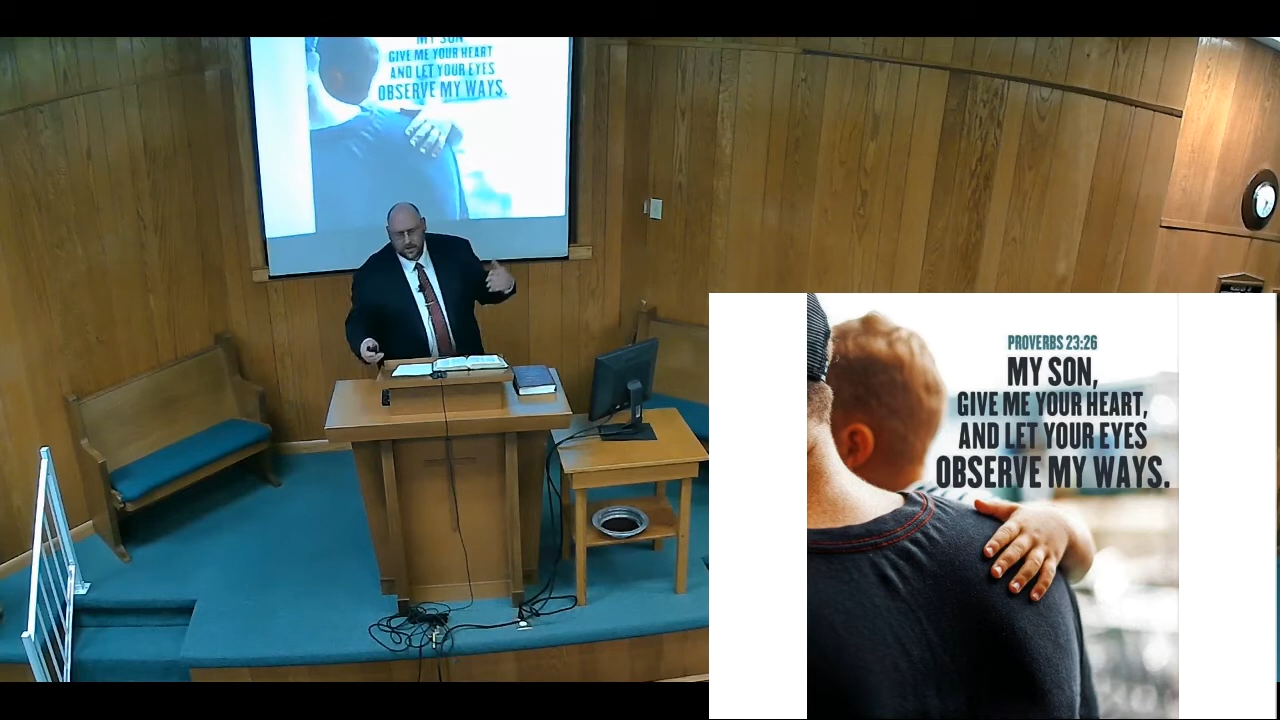 MY SON
GIVE ME YOUR HEART
AND LET YOUR EYES
OBSERVE MY WAYS.
PROVERBS 23:26
MY SON,
GIVE ME YOUR HEART,
AND LET YOUR EYES
OBSERVE MY WAYS.